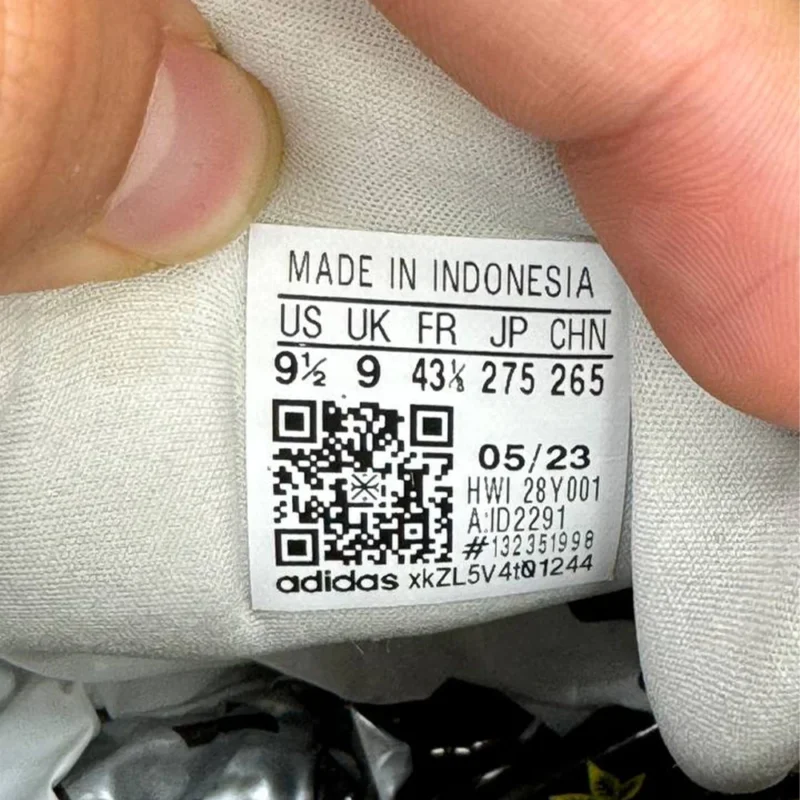 MADE IN INDONESIA
US UK FR JP CHN
9½ 9 43⅓ 275 265
05/23
HWI 28Y001
A:ID2291
#132351998
adidas xkZL5V4tQ1244